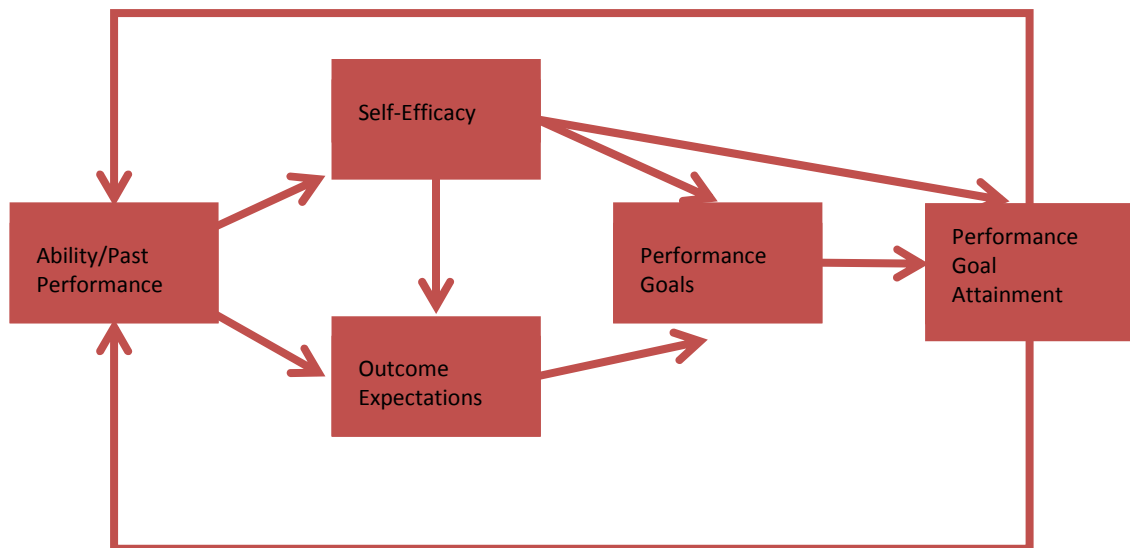 Self-Efficacy
Ability/Past
Performance
Outcome
Expectations
Performance
Goals
Performance
Goal
Attainment